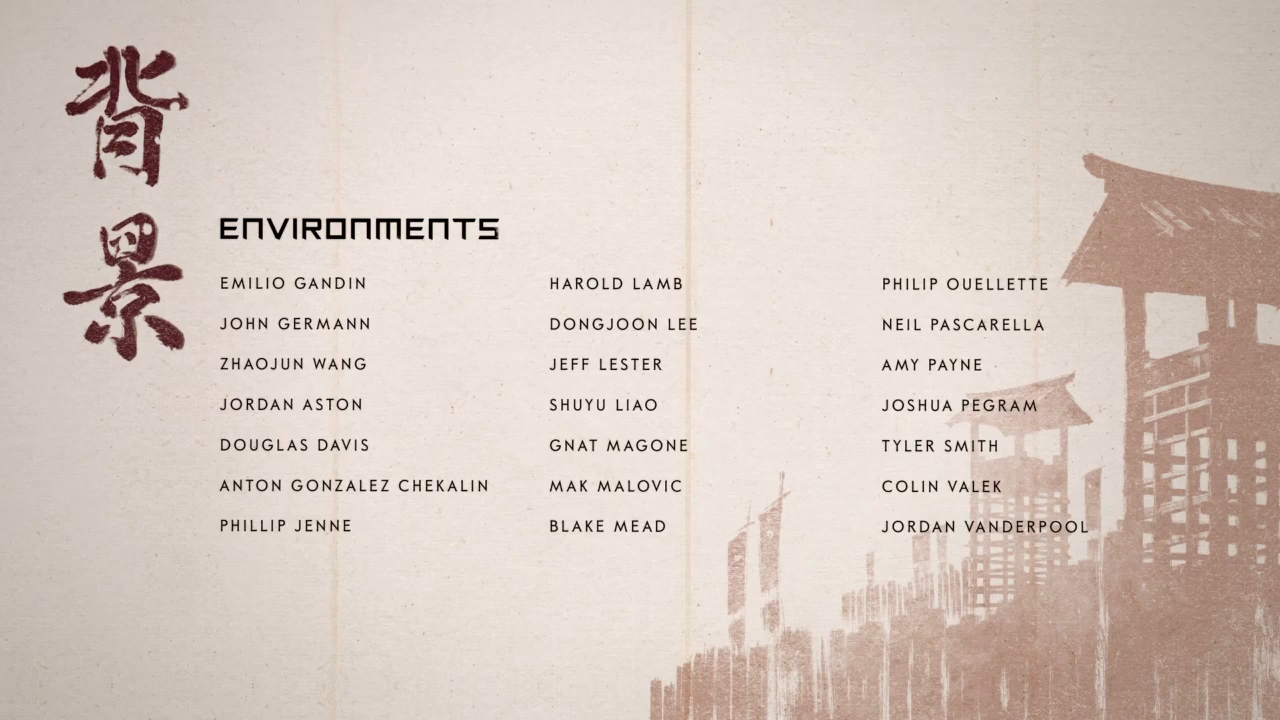 背景
ENVIRONMENTS
EMILIO GANDIN
JOHN GERMANN
ZHAOJUN WANG
JORDAN ASTON
DOUGLAS DAVIS
ANTON GONZALEZ CHEKALIN
PHILLIP JENNE
HAROLD LAMB
DONGJOON LEE
JEFF LESTER
SHUYU LIAO
GNAT MAGONE
MAK MALOVIC
BLAKE MEAD
PHILIP OUELLETTE
NEIL PASCARELLA
AMY PAYNE
JOSHUA PEGRAM
TYLER SMITH
COLIN VALEK
JORDAN VANDERPOOL